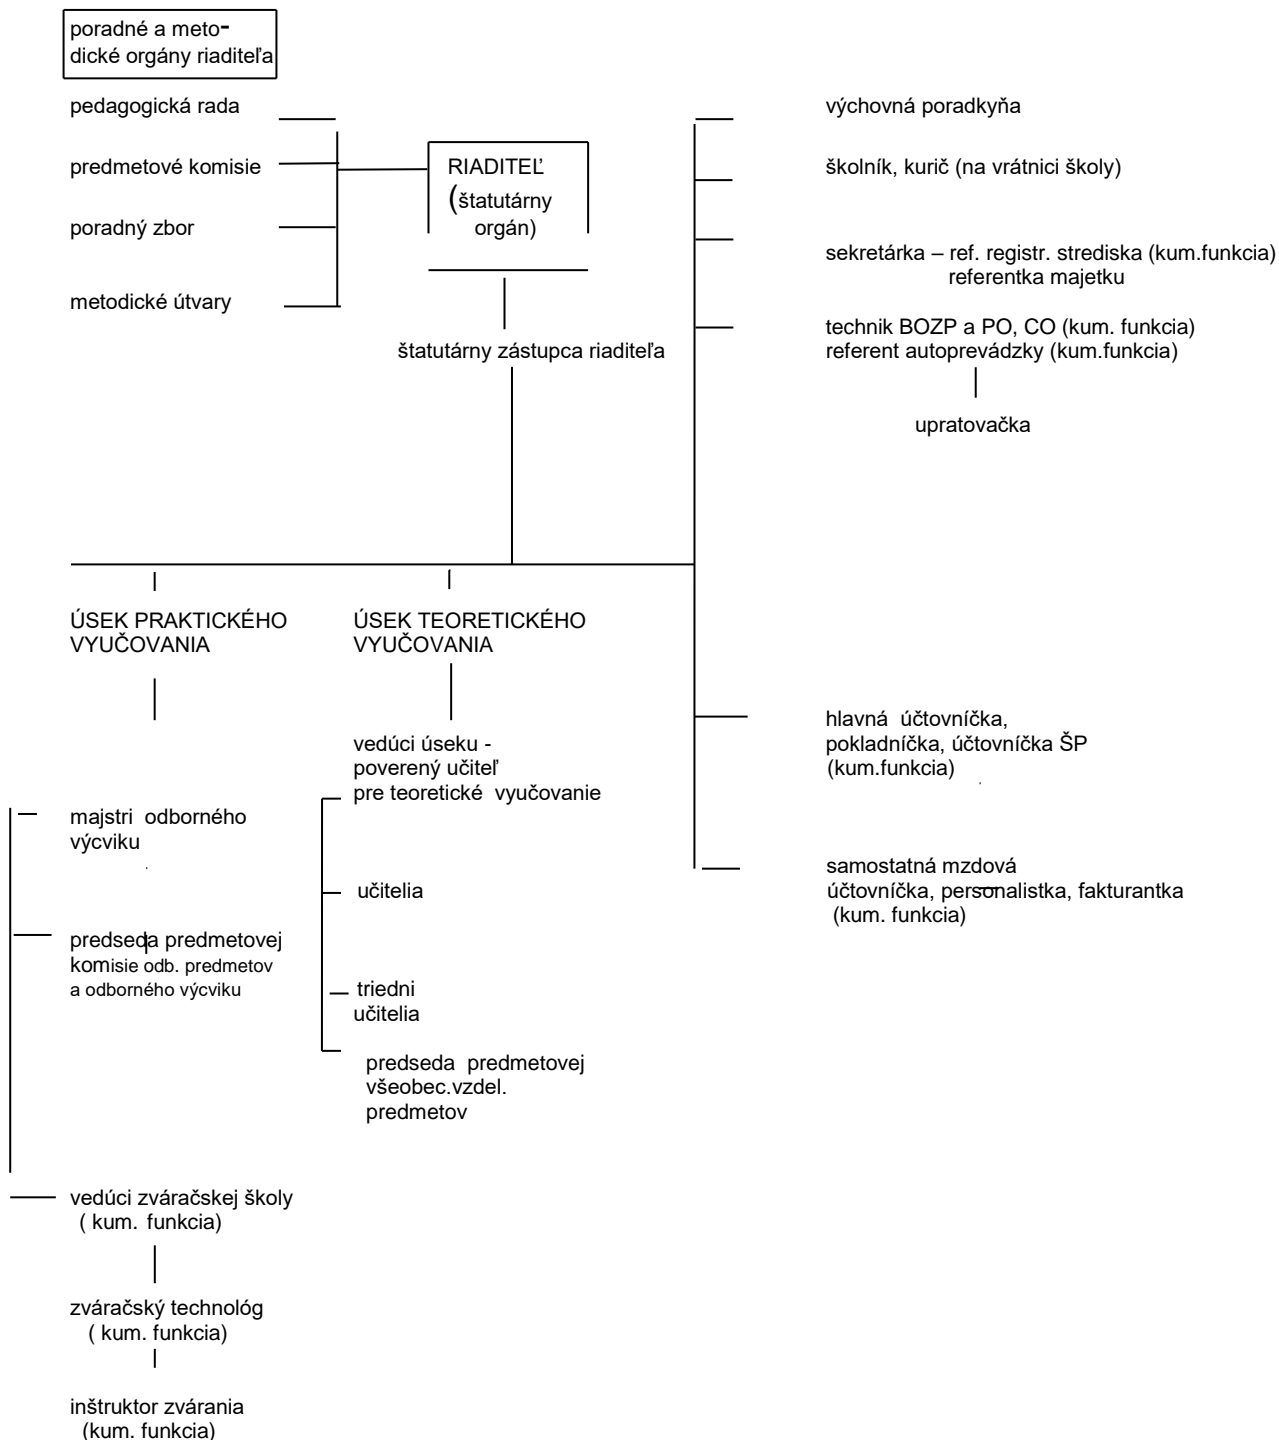 poradné a meto-
dické orgány riaditeľa
pedagogická rada
predmetové komisie
poradný zbor
metodické útvary
RIADITEĽ
(štatutárny
orgán)
štatutárny zástupca riaditeľa
výchovná poradkyňa
školník, kurič (na vrátnici školy)
sekretárka – ref. registr. strediska (kum.funkcia)
referentka majetku
technik BOZP a PO, CO (kum. funkcia)
referent autoprevádzky (kum.funkcia)
upratovačka
ÚSEK PRAKTICKÉHO
VYUČOVANIA
majstri odborného
výcviku
predseda predmetovej
komisie odb. predmetov
a odborného výcviku
vedúci zváračskej školy
( kum. funkcia)
zváračský technológ
( kum. funkcia)
inštruktor zvárania
(kum. funkcia)
ÚSEK TEORETICKÉHO
VYUČOVANIA
vedúci úseku -
poverený učiteľ
pre teoretické vyučovanie
učitelia
triedni
učitelia
predseda predmetovej
všeobec.vzdel.
predmetov
hlavná účtovníčka,
pokladníčka, účtovníčka ŠP
(kum.funkcia)
samostatná mzdová
účtovníčka, personalistka, fakturantka
(kum. funkcia)